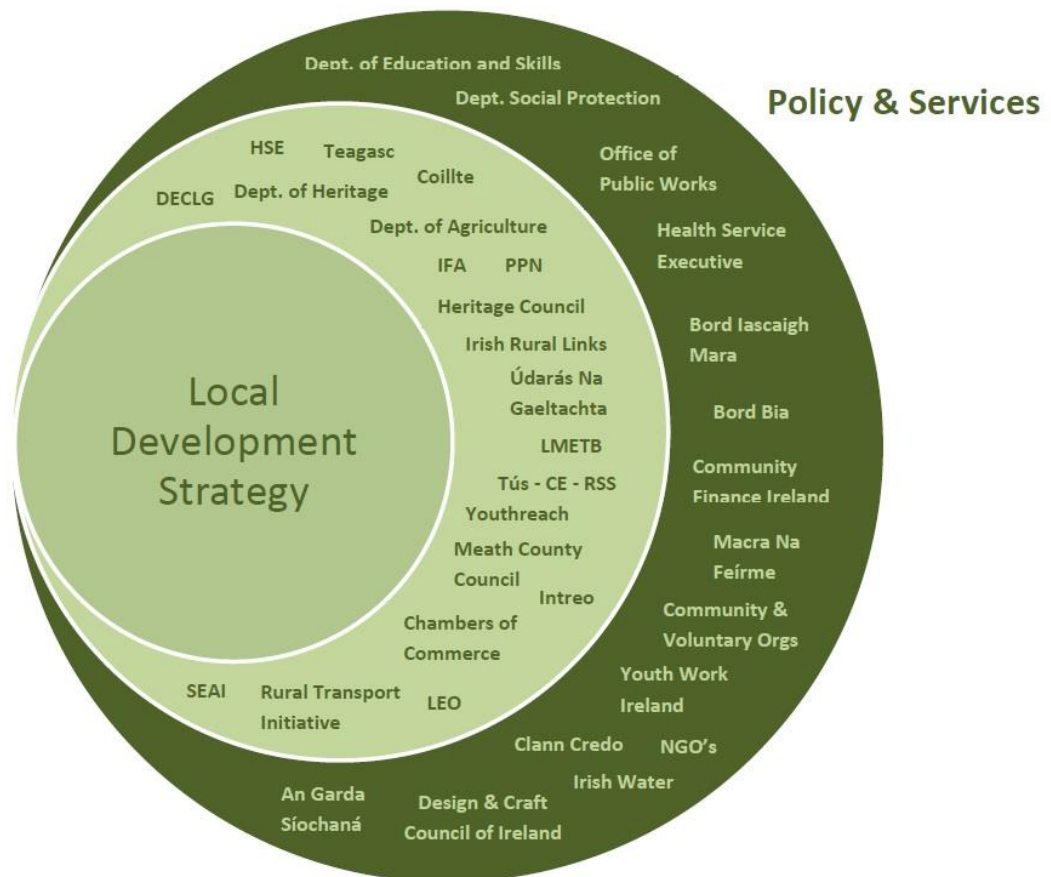 Policy & Services
Dept. of Education and Skills
Dept. Social Protection
Office of
Public Works
Health Service
Executive
Bord Iascaigh
Mara
Bord Bia
Community
Finance Ireland
Macra Na
Feírme
Community &
Voluntary Orgs
Youth Work
Ireland
Clann Credo
NGO's
Irish Water
Design & Craft
Council of Ireland
An Garda
Síochaná
HSE
Teagasc
Coillte
DECLG
Dept. of Heritage
Dept. of Agriculture
IFA
PPN
Heritage Council
Irish Rural Links
Údarás Na
Gaeltachta
LMETB
Tús - CE - RSS
Youthreach
Meath County
Council
Intreo
Chambers of
Commerce
SEAI
Rural Transport
Initiative
LEO
Local
Development
Strategy